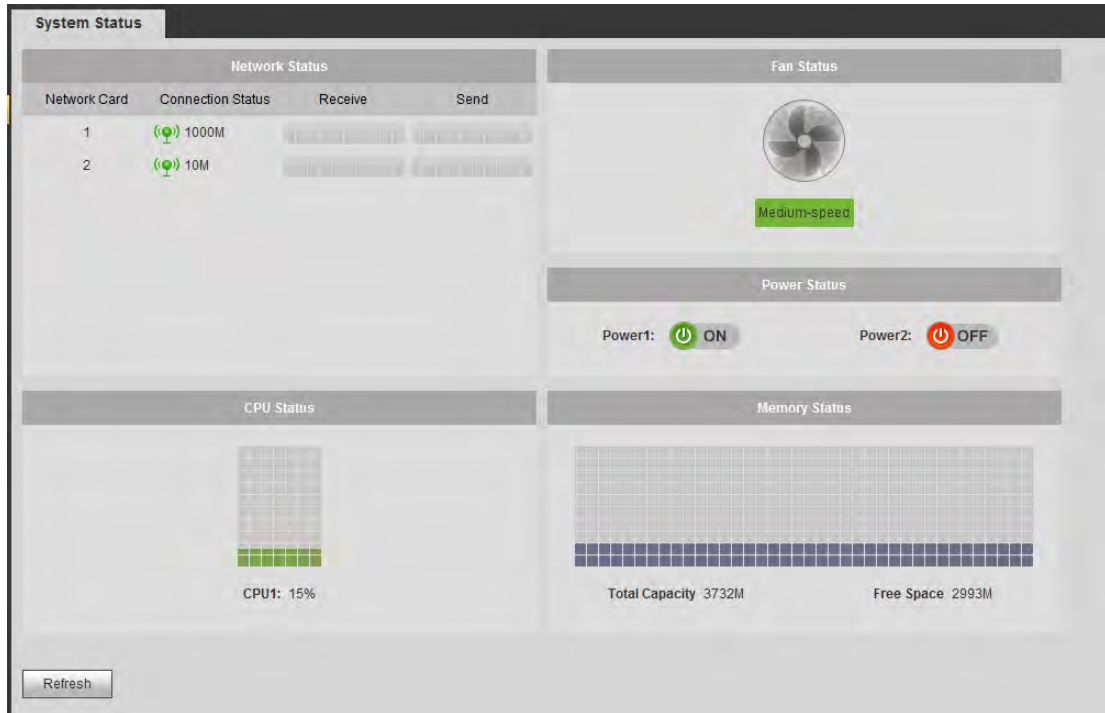 System Status
Network Status
Network Card Connection Status Receive Send
1 1000M
2 10M
Fan Status
Medium-speed
Power Status
Power1: ON Power2: OFF
CPU Status
CPU1: 15%
Memory Status
Total Capacity 3732M Free Space 2993M
Refresh